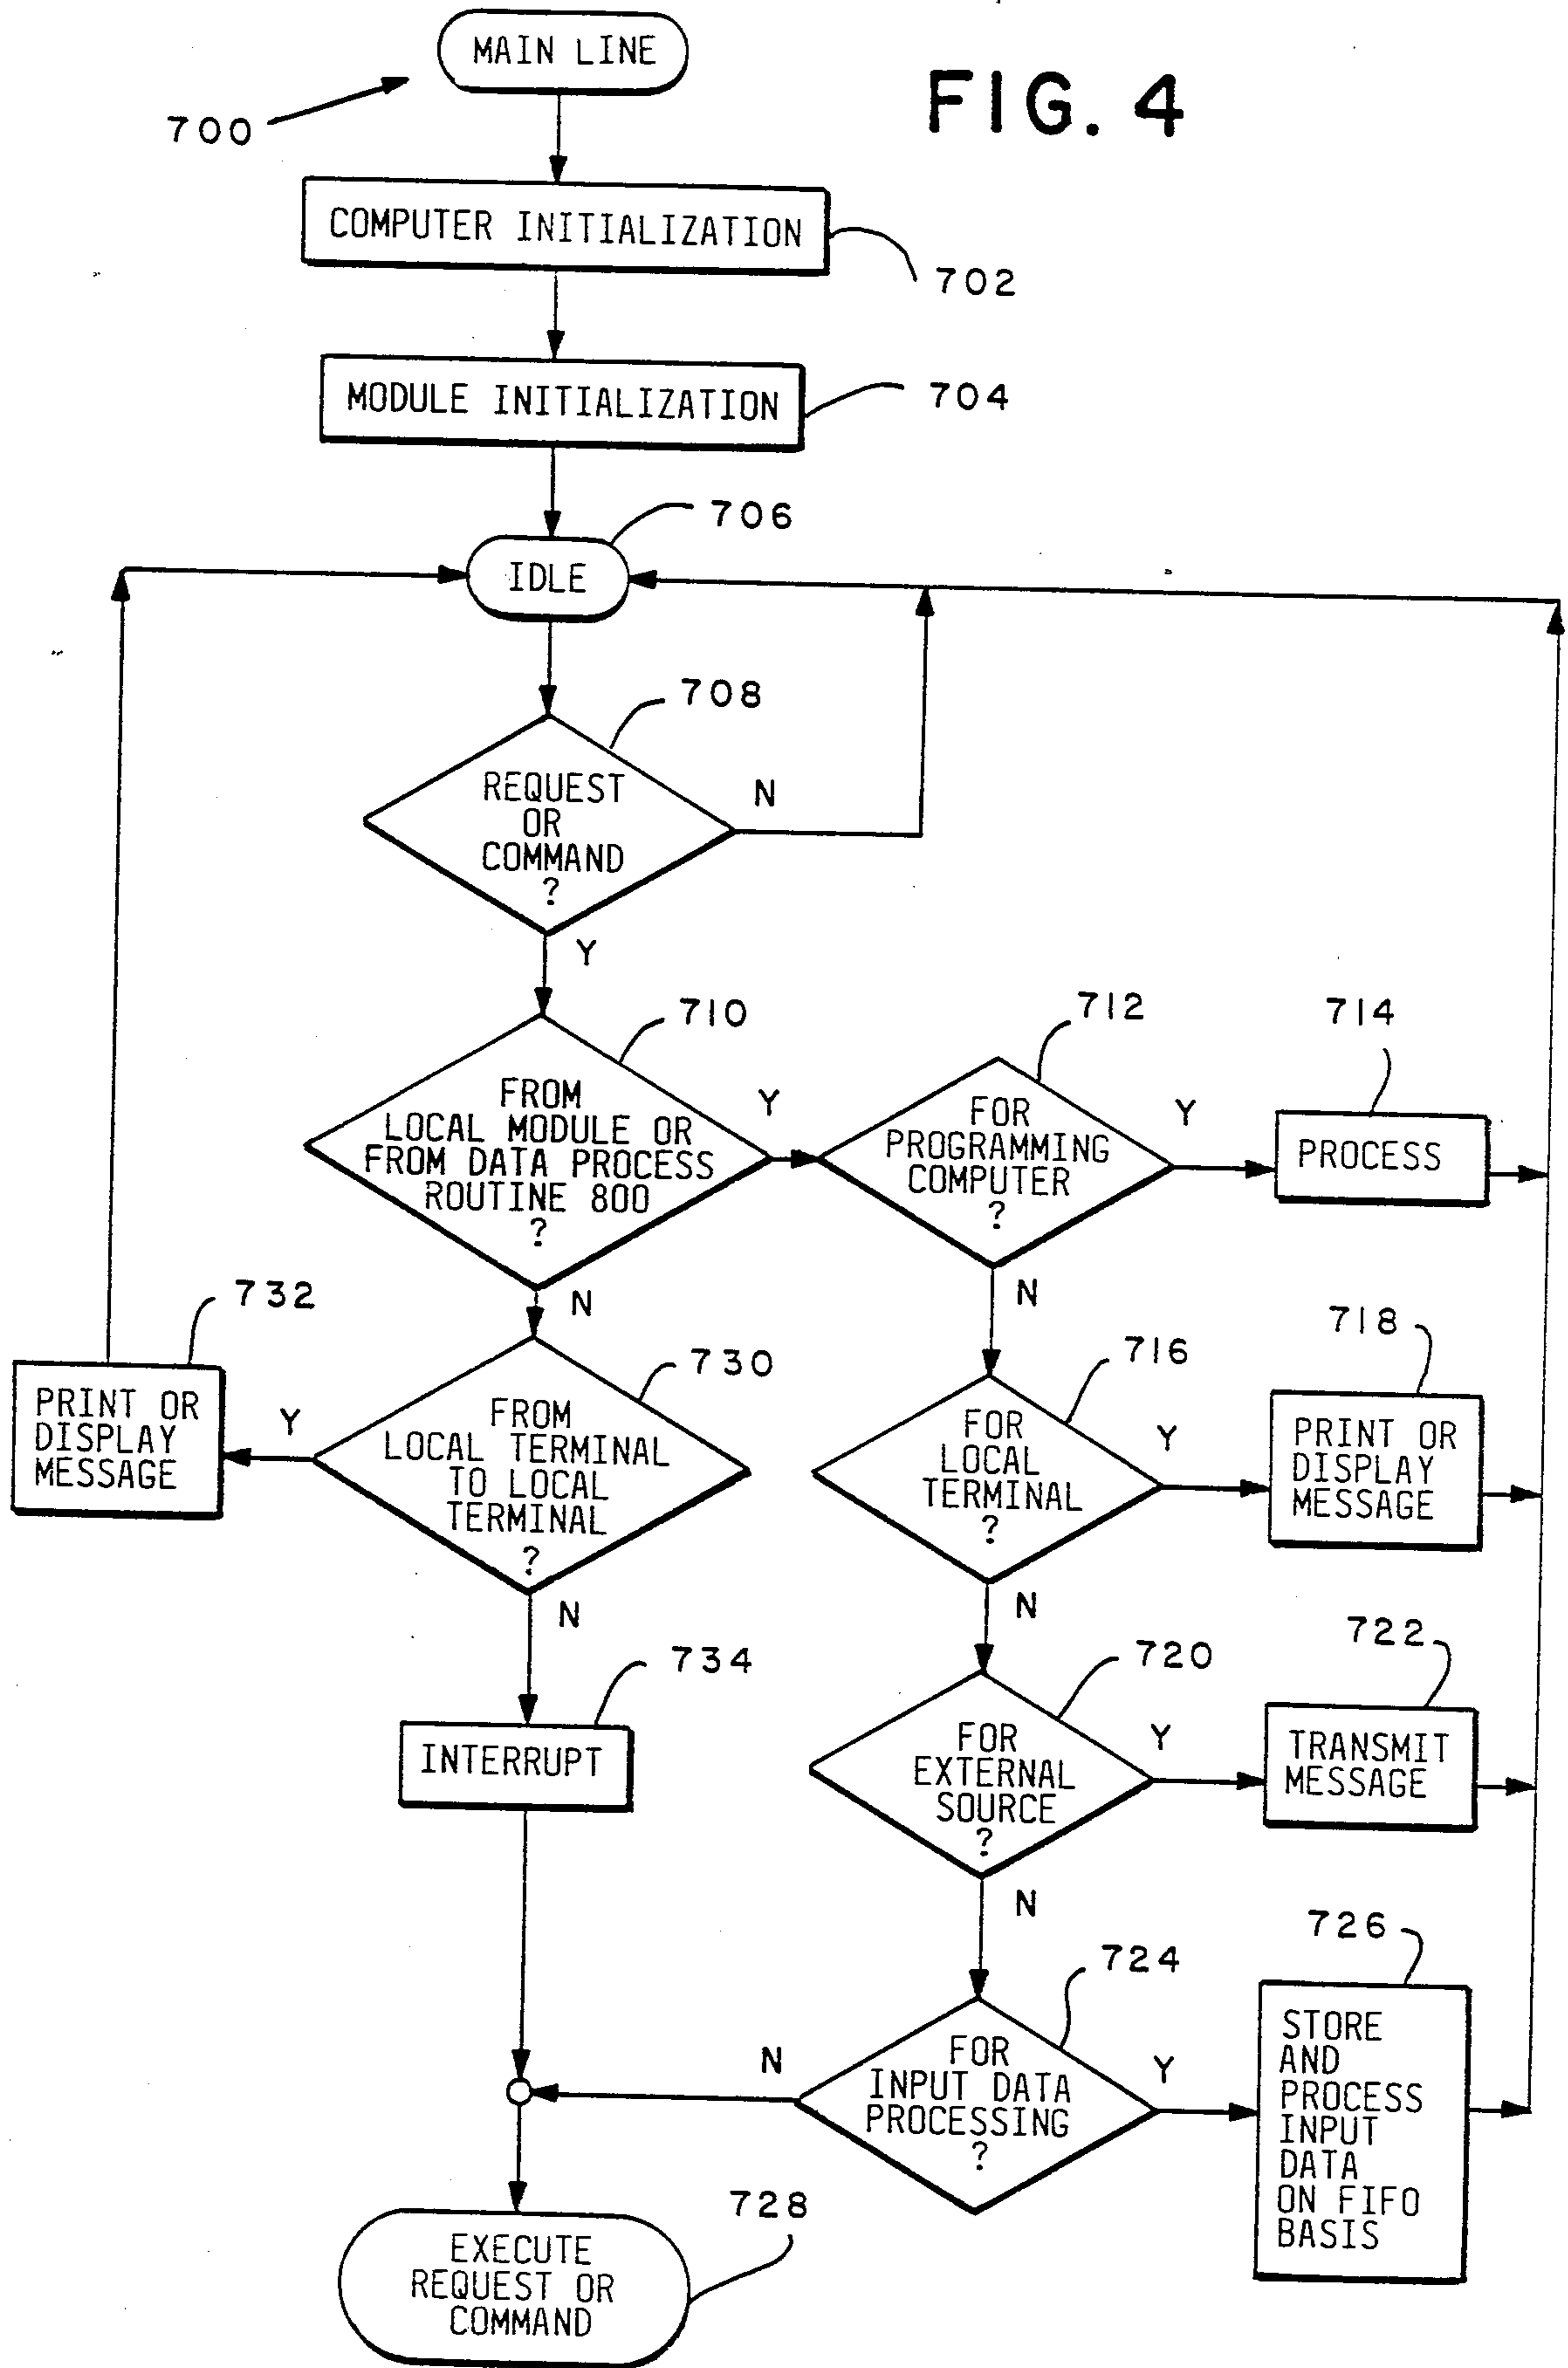 MAIN LINE
FIG. 4
700
COMPUTER INITIALIZATION
702
MODULE INITIALIZATION
704
706
IDLE
708
REQUEST
OR
COMMAND
?
N
Y
710
FROM
LOCAL MODULE OR
FROM DATA PROCESS
ROUTINE 800
?
Y
712
FOR
PROGRAMMING
COMPUTER
?
Y
714
PROCESS
N
N
732
PRINT OR
DISPLAY
MESSAGE
Y
730
FROM
LOCAL TERMINAL
TO LOCAL
TERMINAL
?
716
FOR
LOCAL
TERMINAL
?
Y
718
PRINT OR
DISPLAY
MESSAGE
N
N
734
INTERRUPT
720
FOR
EXTERNAL
SOURCE
?
Y
722
TRANSMIT
MESSAGE
N
724
FOR
INPUT DATA
PROCESSING
?
N
Y
726
STORE
AND
PROCESS
INPUT
DATA
ON FIFO
BASIS
728
EXECUTE
REQUEST OR
COMMAND